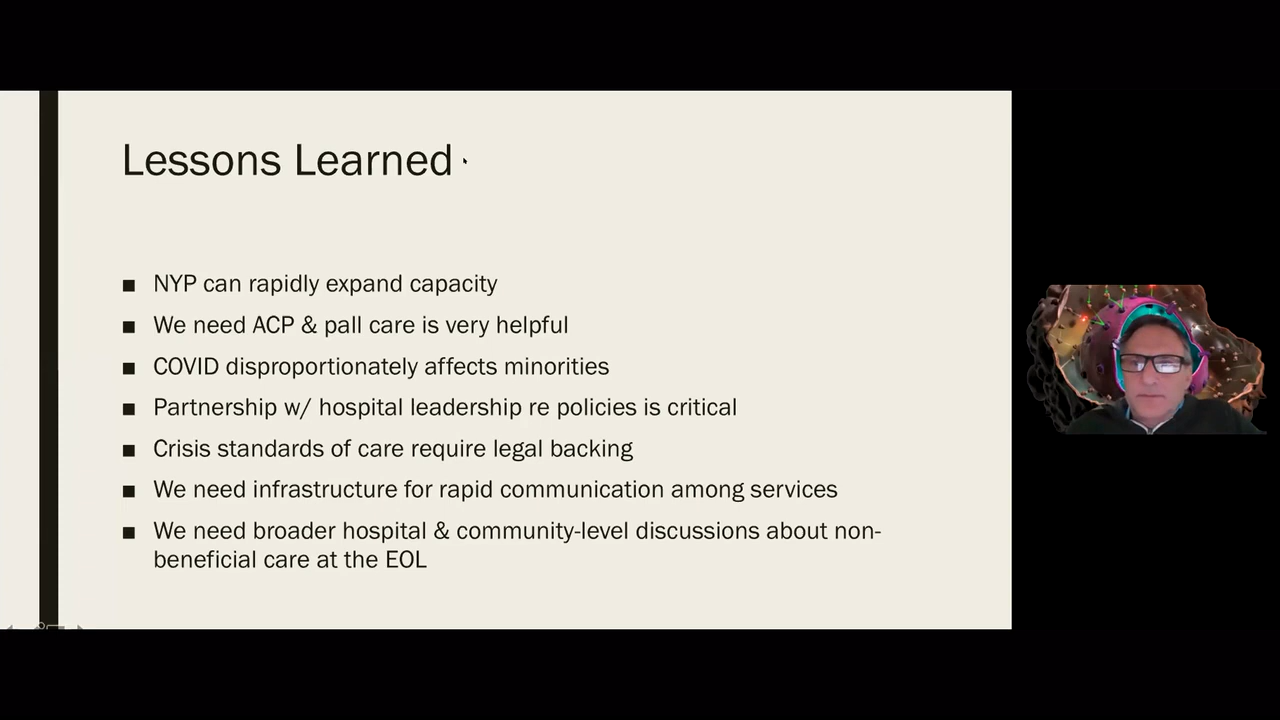 Lessons Learned
■ NYP can rapidly expand capacity
■ We need ACP & pall care is very helpful
■ COVID disproportionately affects minorities
■ Partnership w/ hospital leadership re policies is critical
■ Crisis standards of care require legal backing
■ We need infrastructure for rapid communication among services
■ We need broader hospital & community-level discussions about non-
beneficial care at the EOL